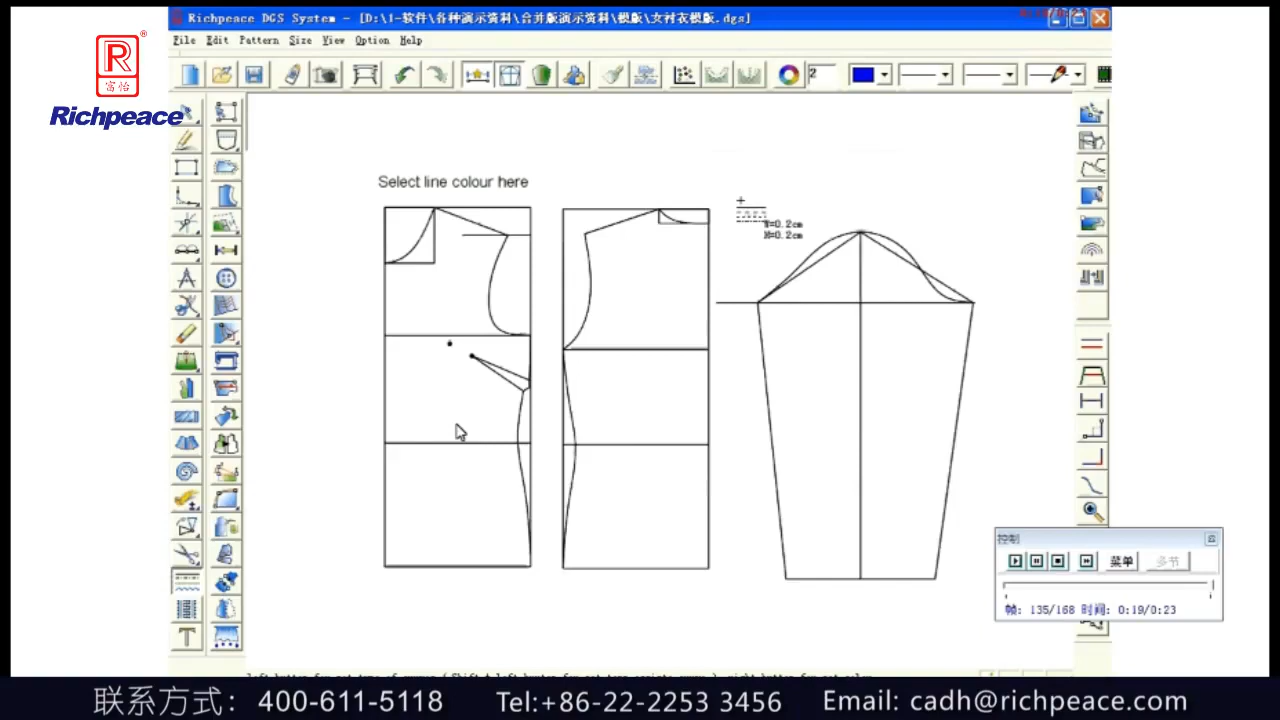 Richpeace DGS System - [D:\1-软件\各种演示资料\合并版演示资料\模版\女衬衣模版.dgs]
File Edit Pattern Size View Option Help
R
富怡
Richpeace
2
Select line colour here
W=0.2cm
M=0.2cm
控制
菜单 多节
帧: 135/168 时间: 0:19/0:23
联系方式: 400-611-5118 Tel:+86-22-2253 3456 Email: cadh@richpeace.com